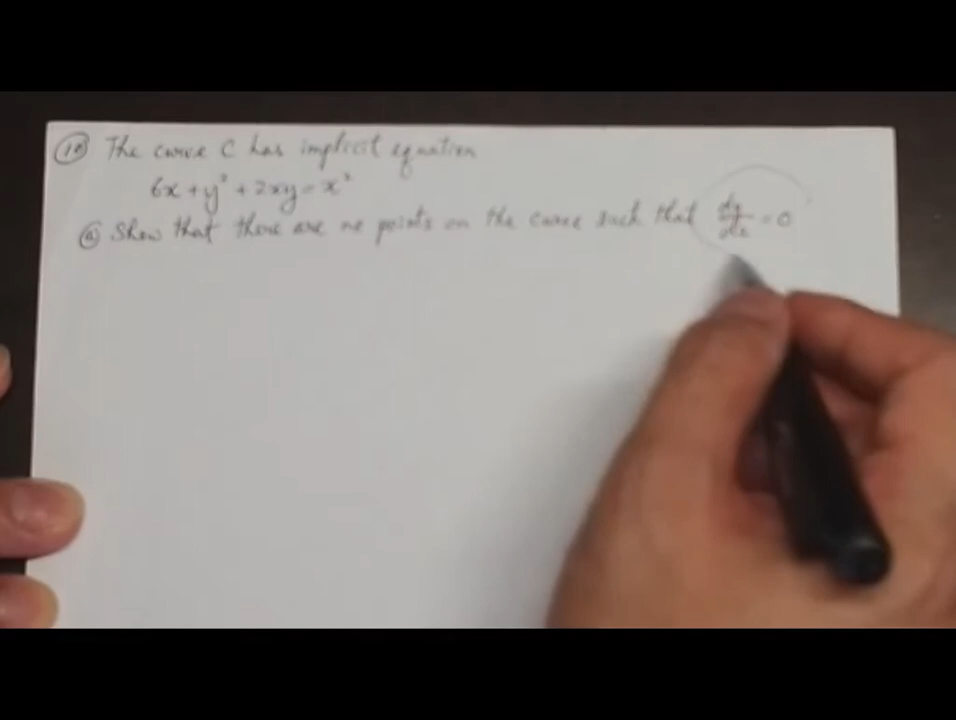 ⑩ The curve C has implicit equation
6x + y² + 2xy = x²
ⓐ Show that there are no points on the curve such that dy/dx = 0